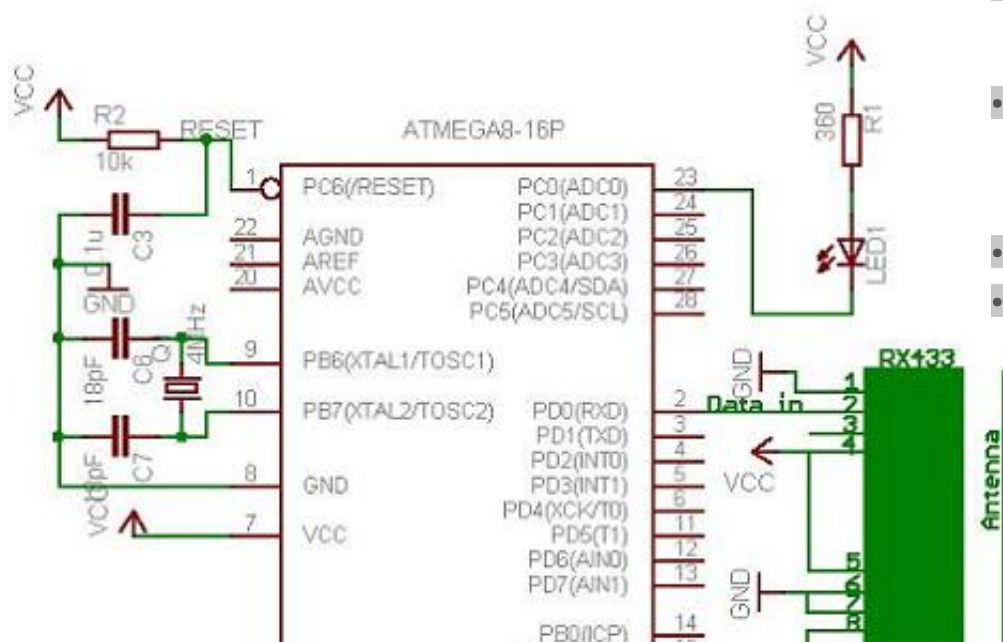 VCC
R2
10k
RESET
C3
0.1u
GND
18pF
C6
Q
4MHz
C7
18pF
VCC
ATMEGA8-16P
1 PC6(/RESET)
22 AGND
21 AREF
20 AVCC
9 PB6(XTAL1/TOSC1)
10 PB7(XTAL2/TOSC2)
8 GND
7 VCC
PC0(ADC0) 23
PC1(ADC1) 24
PC2(ADC2) 25
PC3(ADC3) 26
PC4(ADC4/SDA) 27
PC5(ADC5/SCL) 28
PD0(RXD) 2
PD1(TXD) 3
PD2(INT0) 4
PD3(INT1) 5
PD4(XCK/T0) 6
PD5(T1) 11
PD6(AIN0) 12
PD7(AIN1) 13
PB0(ICP) 14
VCC
360
R1
LED1
GND
Data in
VCC
GND
RX433
1
2
3
4
5
6
7
8
Antenna